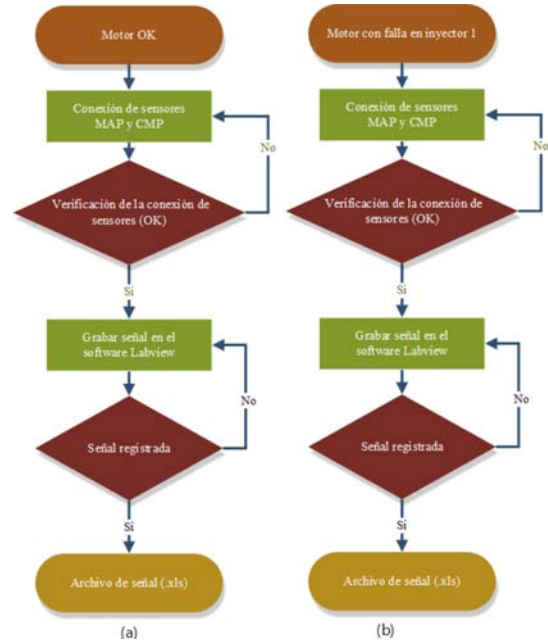 Motor OK
Conexión de sensores
MAP y CMP
No
Verificación de la conexión de
sensores (OK)
Si
Grabar señal en el
software Labview
No
Señal registrada
Si
Archivo de señal (.xls)
(a)
Motor con falla en inyector 1
Conexión de sensores
MAP y CMP
No
Verificación de la conexión de
sensores (OK)
Si
Grabar señal en el
software Labview
No
Señal registrada
Si
Archivo de señal (.xls)
(b)